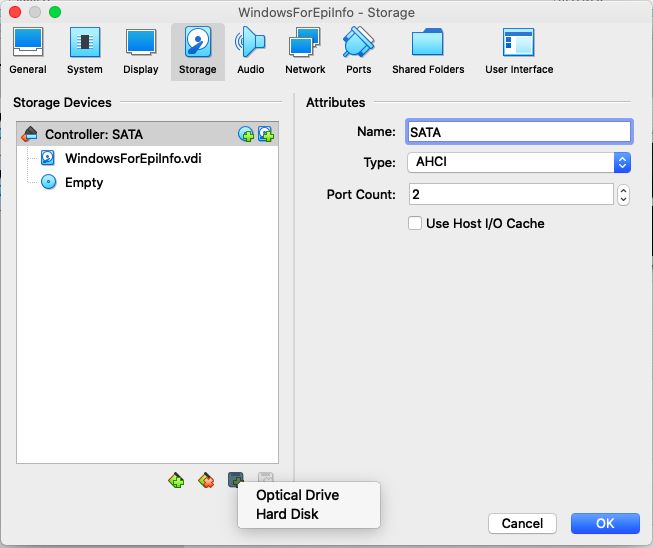 WindowsForEpiInfo - Storage
General System Display Storage Audio Network Ports Shared Folders User Interface
Storage Devices
Controller: SATA
WindowsForEpiInfo.vdi
Empty
Attributes
Name: SATA
Type: AHCI
Port Count: 2
Use Host I/O Cache
Optical Drive
Hard Disk
Cancel OK